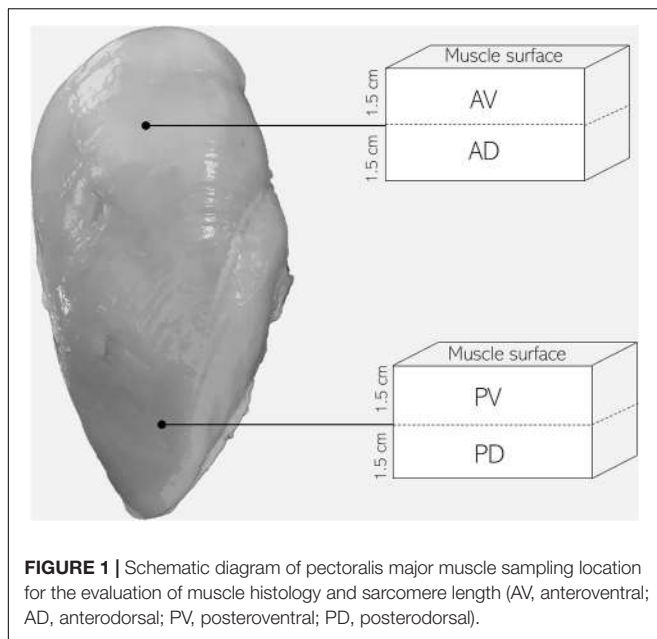 Muscle surface
1.5 cm
AV
1.5 cm
AD
Muscle surface
1.5 cm
PV
1.5 cm
PD
FIGURE 1 | Schematic diagram of pectoralis major muscle sampling location
for the evaluation of muscle histology and sarcomere length (AV, anteroventral;
AD, anterodorsal; PV, posteroventral; PD, posterodorsal).